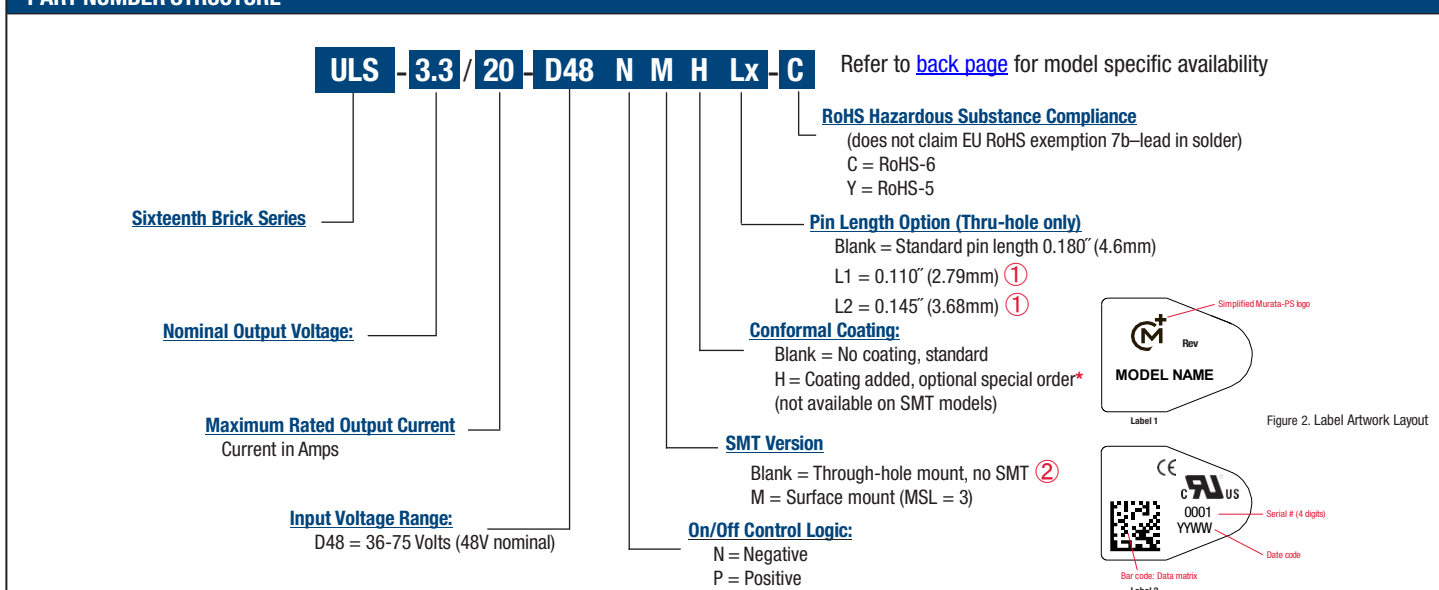 PART NUMBER STRUCTURE
ULS - 3.3 / 20 - D48 N M H Lx - C
Refer to back page for model specific availability
RoHS Hazardous Substance Compliance
(does not claim EU RoHS exemption 7b–lead in solder)
C = RoHS-6
Y = RoHS-5
Sixteenth Brick Series
Pin Length Option (Thru-hole only)
Blank = Standard pin length 0.180˝ (4.6mm)
L1 = 0.110˝ (2.79mm) ①
L2 = 0.145˝ (3.68mm) ①
Nominal Output Voltage:
Conformal Coating:
Blank = No coating, standard
H = Coating added, optional special order*
(not available on SMT models)
Maximum Rated Output Current
Current in Amps
SMT Version
Blank = Through-hole mount, no SMT ②
M = Surface mount (MSL = 3)
Input Voltage Range:
D48 = 36-75 Volts (48V nominal)
On/Off Control Logic:
N = Negative
P = Positive
Simplified Murata-PS logo
Rev
MODEL NAME
Label 1
Figure 2. Label Artwork Layout
CE
C RU US
0001
YYWW
Serial # (4 digits)
Date code
Bar code: Data matrix
Label 2